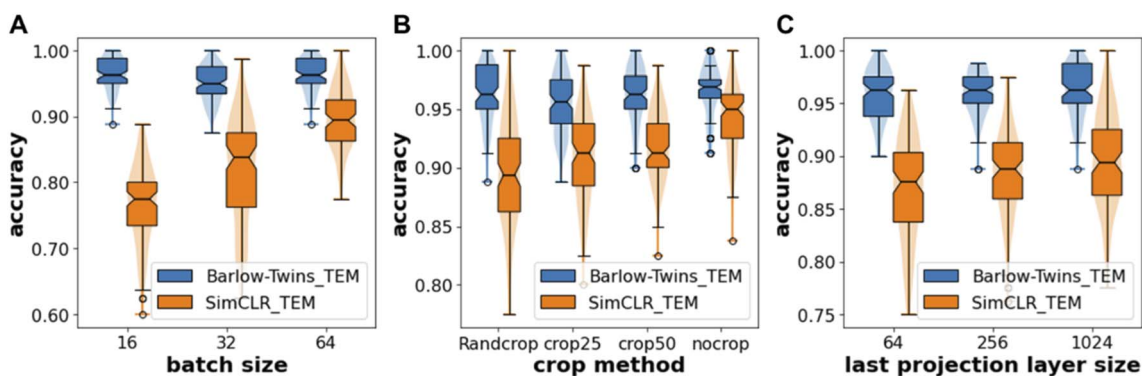 A
1.00
0.90
0.80
0.70
0.60
accuracy
Barlow-Twins_TEM
SimCLR_TEM
16 32 64
batch size
B
1.00
0.95
0.90
0.85
0.80
accuracy
Barlow-Twins_TEM
SimCLR_TEM
Randcrop crop25 crop50 nocrop
crop method
C
1.00
0.95
0.90
0.85
0.80
0.75
accuracy
Barlow-Twins_TEM
SimCLR_TEM
64 256 1024
last projection layer size